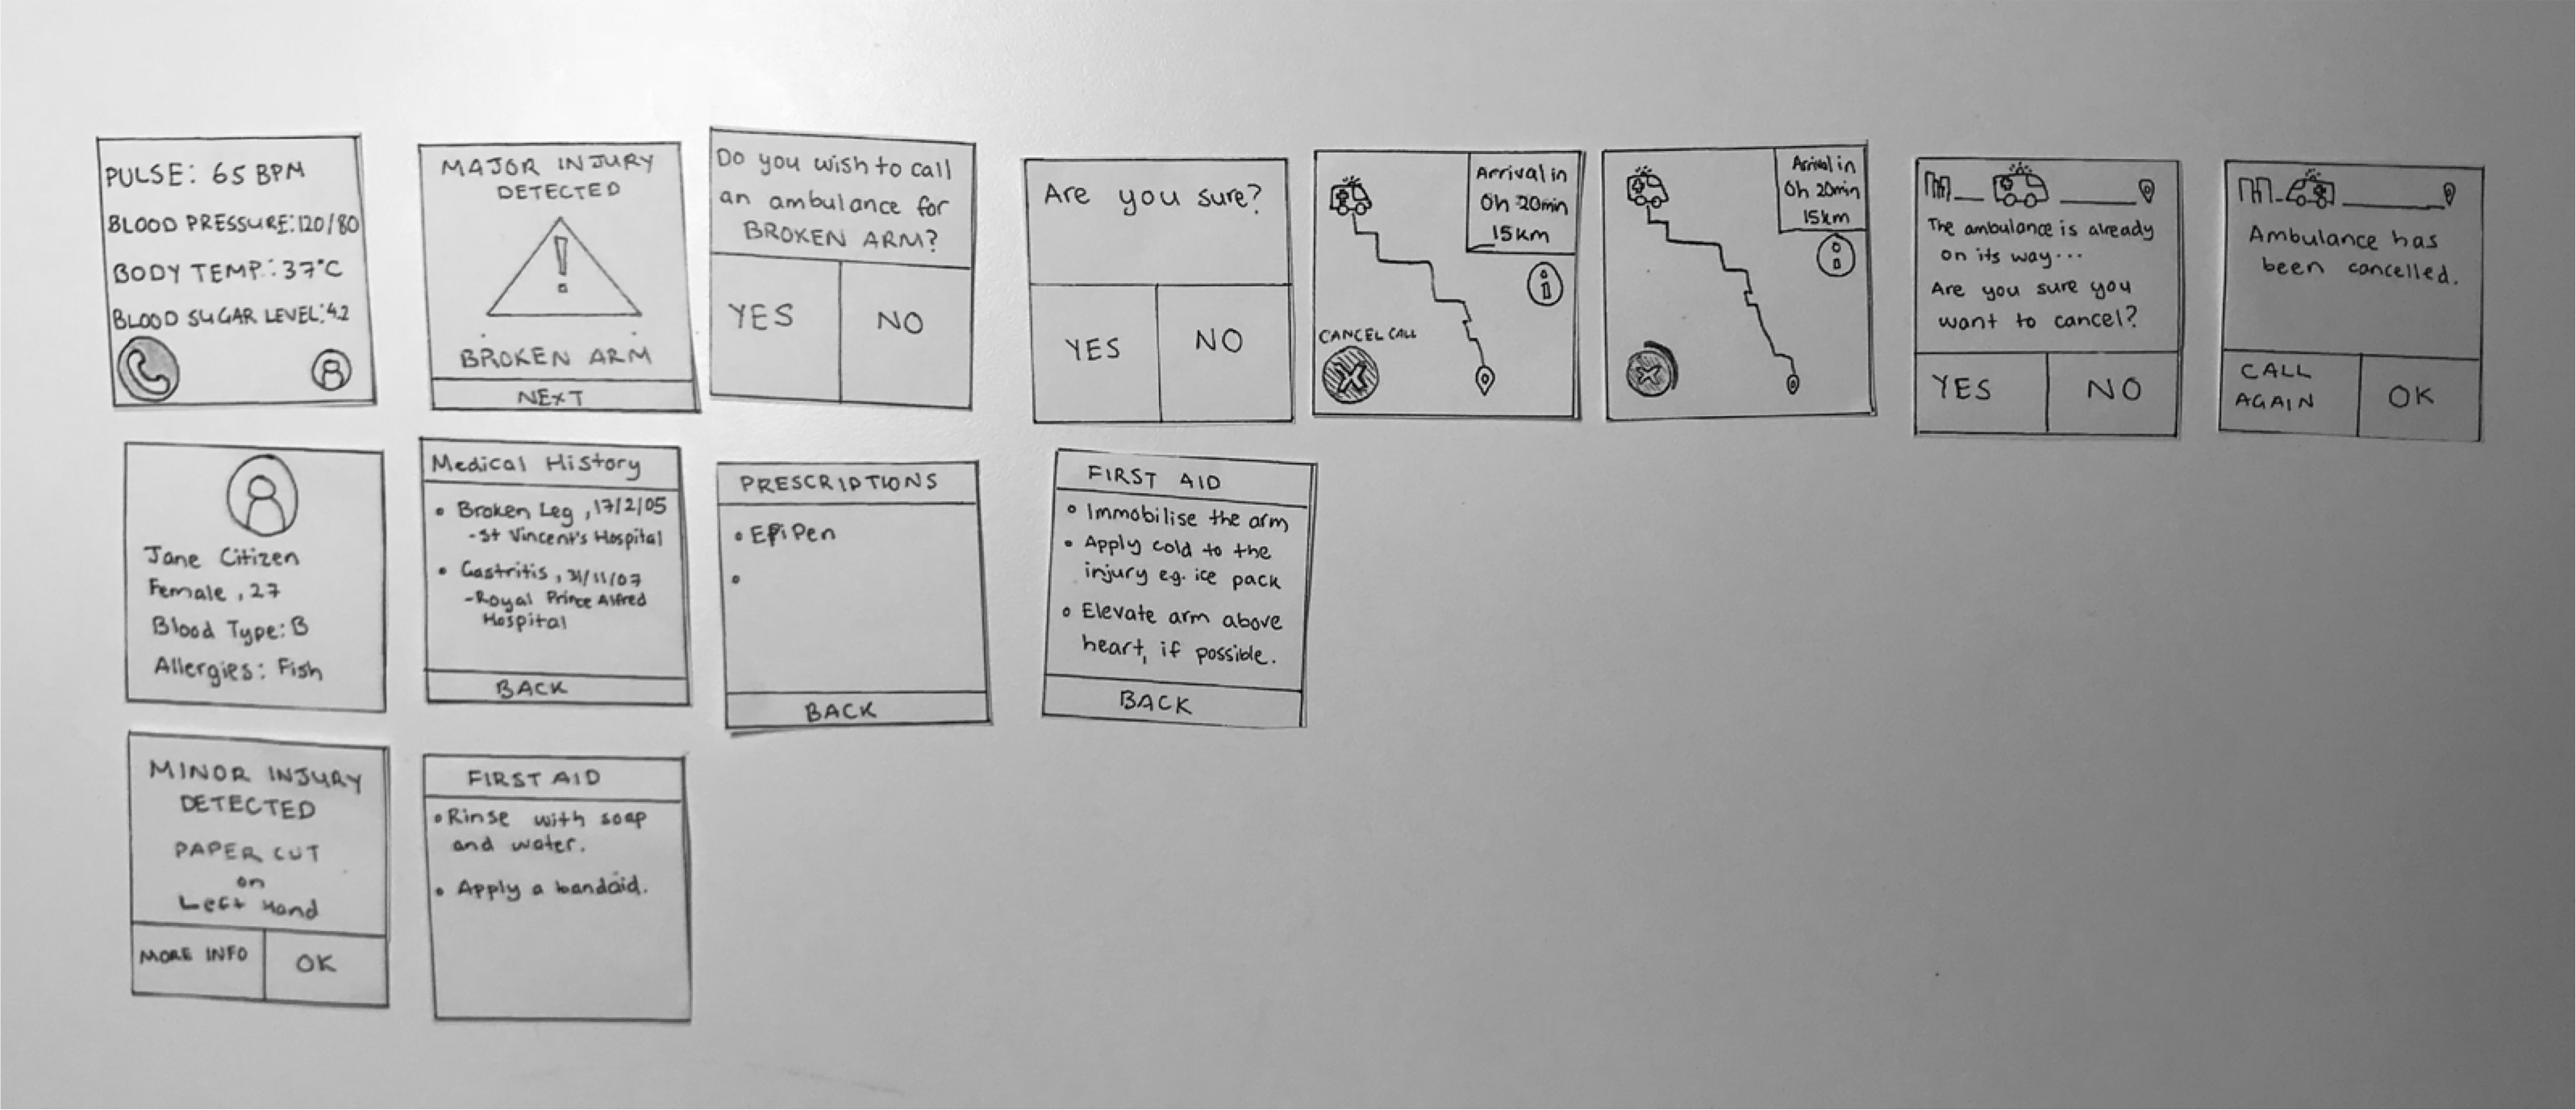 PULSE: 65 BPM
BLOOD PRESSURE: 120/80
BODY TEMP.: 37°C
BLOOD SUGAR LEVEL: 4.2
MAJOR INJURY
DETECTED
!
BROKEN ARM
NEXT
Do you wish to call
an ambulance for
BROKEN ARM?
YES
NO
Are you sure?
YES
NO
Arrival in
0h 20min
15km
i
CANCEL CALL
X
Arrival in
0h 20min
15km
i
X
The ambulance is already
on its way...
Are you sure you
want to cancel?
YES
NO
Ambulance has
been cancelled.
CALL
AGAIN
OK
Jane Citizen
Female, 27
Blood Type: B
Allergies: Fish
Medical History
• Broken Leg, 17/2/05
- St Vincent's Hospital
• Gastritis, 31/11/07
- Royal Prince Alfred
Hospital
BACK
PRESCRIPTIONS
• EpiPen
•
BACK
FIRST AID
• Immobilise the arm
• Apply cold to the
injury eg. ice pack
• Elevate arm above
heart, if possible.
BACK
MINOR INJURY
DETECTED
PAPER CUT
on
Left Hand
MORE INFO
OK
FIRST AID
• Rinse with soap
and water.
• Apply a bandaid.